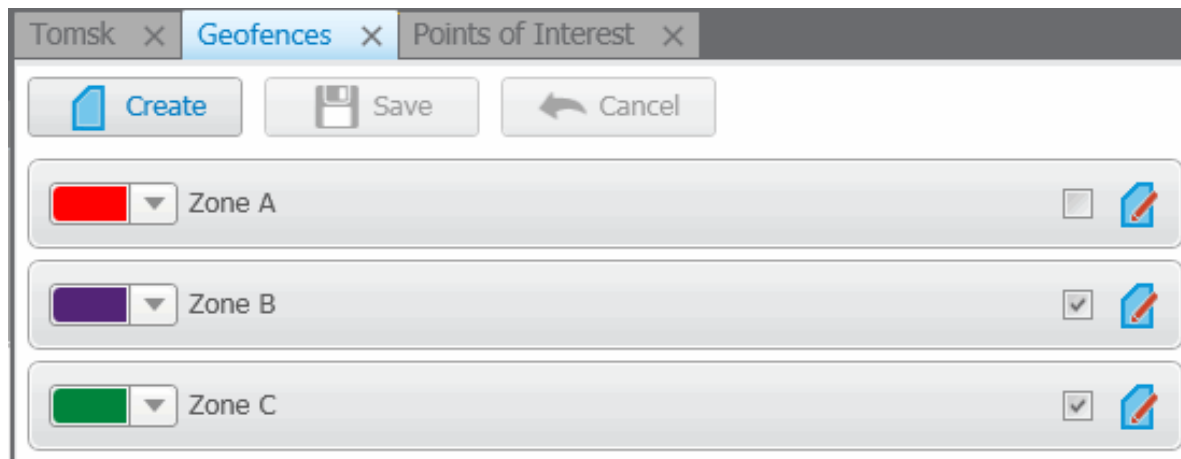 Tomsk Geofences Points of Interest
Create Save Cancel
Zone A
Zone B
Zone C